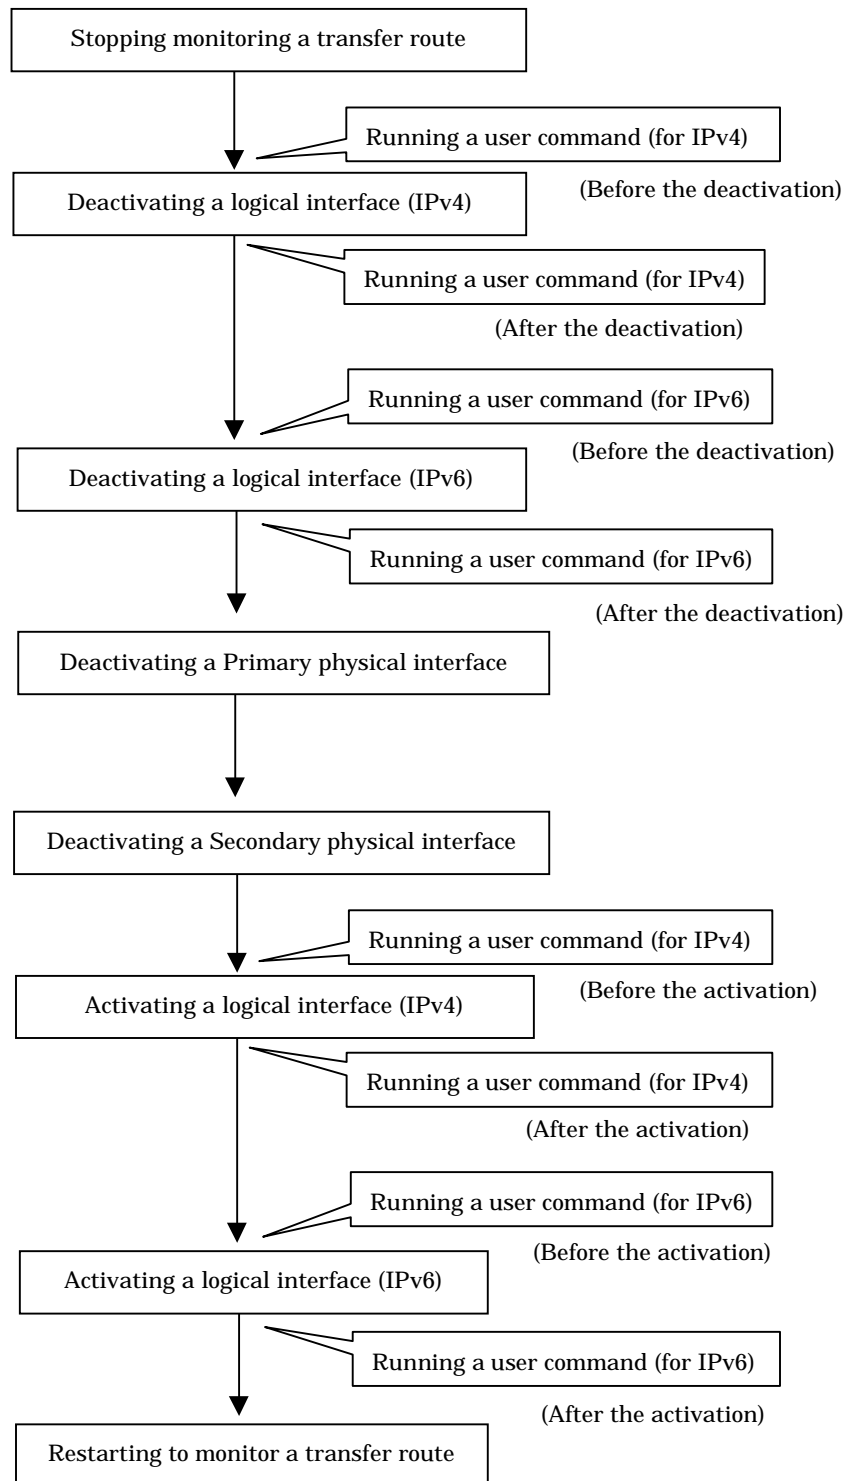 Stopping monitoring a transfer route
Running a user command (for IPv4)
(Before the deactivation)
Deactivating a logical interface (IPv4)
Running a user command (for IPv4)
(After the deactivation)
Running a user command (for IPv6)
(Before the deactivation)
Deactivating a logical interface (IPv6)
Running a user command (for IPv6)
(After the deactivation)
Deactivating a Primary physical interface
Deactivating a Secondary physical interface
Running a user command (for IPv4)
(Before the activation)
Activating a logical interface (IPv4)
Running a user command (for IPv4)
(After the activation)
Running a user command (for IPv6)
(Before the activation)
Activating a logical interface (IPv6)
Running a user command (for IPv6)
(After the activation)
Restarting to monitor a transfer route